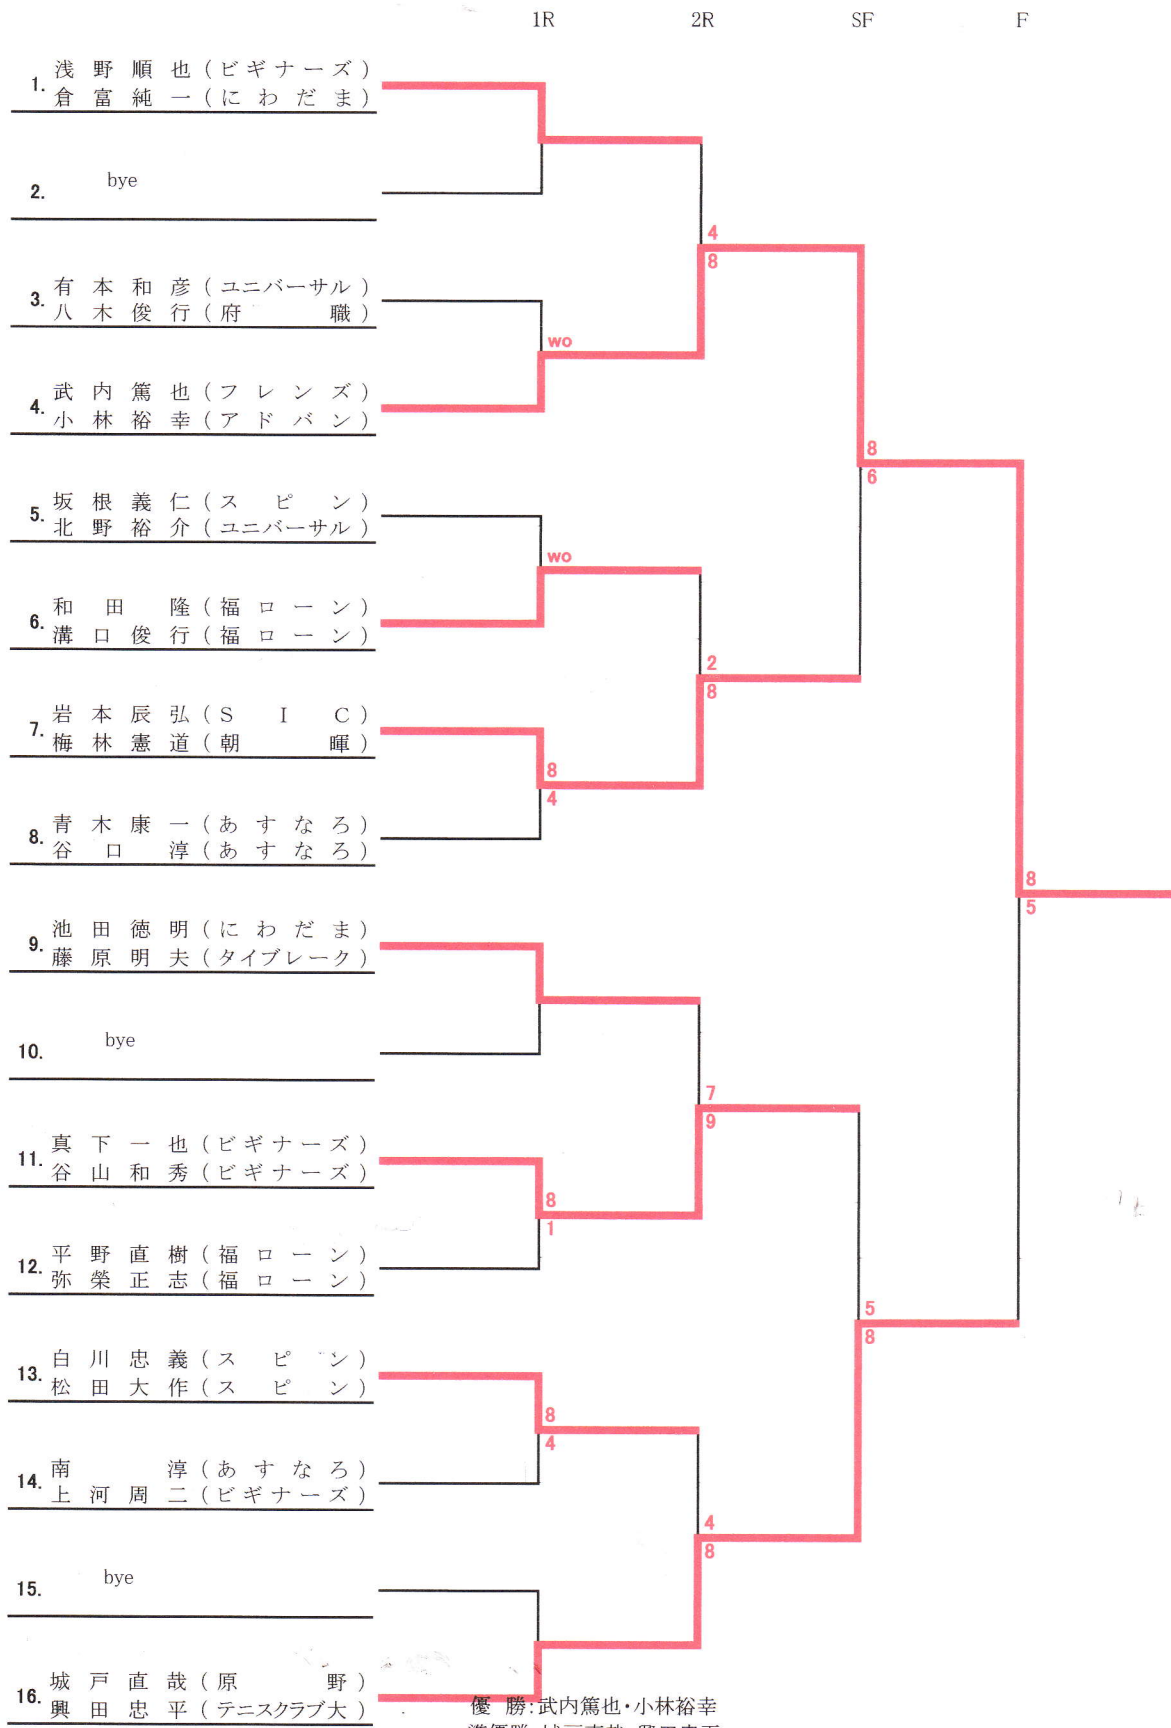 1R 2R SF F
1. 浅野順也(ビギナーズ)
倉富純一(にわだま)
2. bye
3. 有本和彦(ユニバーサル)
八木俊行(府職)
4. 武内篤也(フレンズ)
小林裕幸(アドバン)
5. 坂根義仁(スピン)
北野裕介(ユニバーサル)
6. 和田隆(福ローン)
溝口俊行(福ローン)
7. 岩本辰弘(SIC)
梅林憲道(朝暉)
8. 青木康一(あすなろ)
谷口淳(あすなろ)
9. 池田徳明(にわだま)
藤原明夫(タイブレーク)
10. bye
11. 真下一也(ビギナーズ)
谷山和秀(ビギナーズ)
12. 平野直樹(福ローン)
弥榮正志(福ローン)
13. 白川忠義(スピン)
松田大作(スピン)
14. 南淳(あすなろ)
上河周二(ビギナーズ)
15. bye
16. 城戸直哉(原野)
興田忠平(テニスクラブ大)
wo
wo
8
4
8
1
8
4
4
8
2
8
7
9
4
8
8
6
5
8
8
5
優勝:武内篤也・小林裕幸